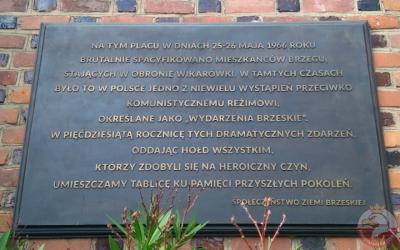 NA TYM PLACU W DNIACH 25-26 MAJA 1966 ROKU
BRUTALNIE SPACYFIKOWANO MIESZKAŃCÓW BRZEGU,
STAJĄCYCH W OBRONIE WIKARÓWKI. W TAMTYCH CZASACH
BYŁO TO W POLSCE JEDNO Z NIEWIELU WYSTĄPIEŃ PRZECIWKO
KOMUNISTYCZNEMU REŻIMOWI,
OKREŚLANE JAKO „WYDARZENIA BRZESKIE".
W PIĘĆDZIESIĄTĄ ROCZNICĘ TYCH DRAMATYCZNYCH ZDARZEŃ,
ODDAJĄC HOŁD WSZYSTKIM,
KTÓRZY ZDOBYLI SIĘ NA HEROICZNY CZYN,
UMIESZCZAMY TABLICĘ KU PAMIĘCI PRZYSZŁYCH POKOLEŃ.
SPOŁECZEŃSTWO ZIEMI BRZESKIEJ